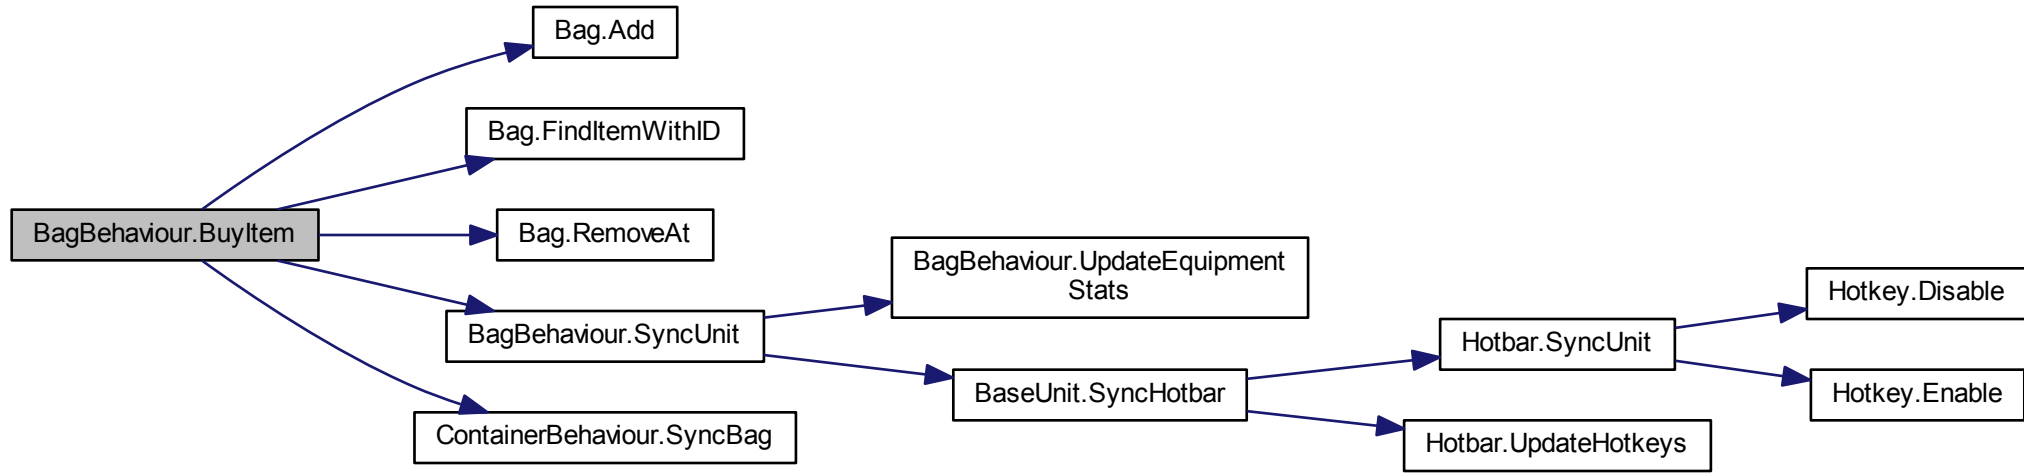 Bag.Add
Bag.FindItemWithID
BagBehaviour.BuyItem
Bag.RemoveAt
BagBehaviour.SyncUnit
ContainerBehaviour.SyncBag
BagBehaviour.UpdateEquipment
Stats
BaseUnit.SyncHotbar
Hotbar.SyncUnit
Hotbar.UpdateHotkeys
Hotkey.Disable
Hotkey.Enable